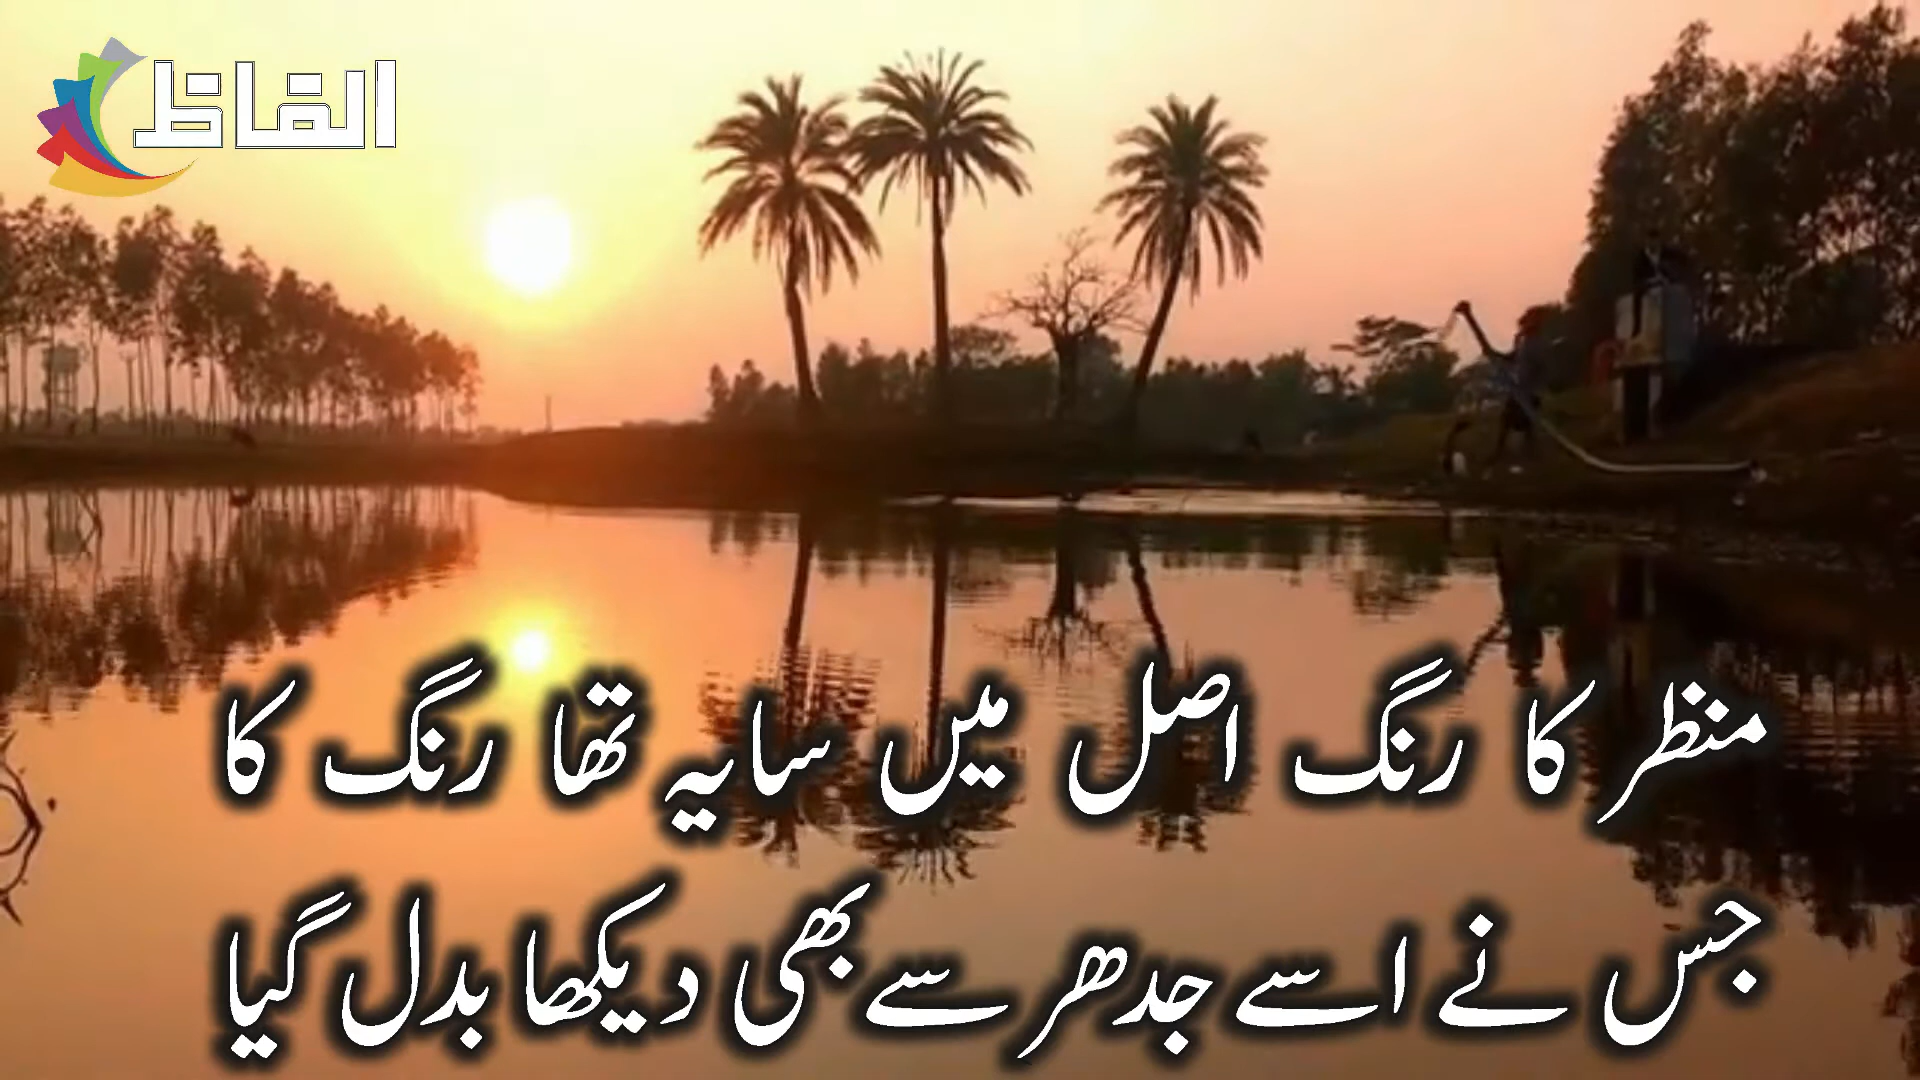 الفاظ
منظر کا رنگ اصل میں سایہ تھا رنگ کا
جس نے اسے جدھر سے بھی دیکھا بدل گیا